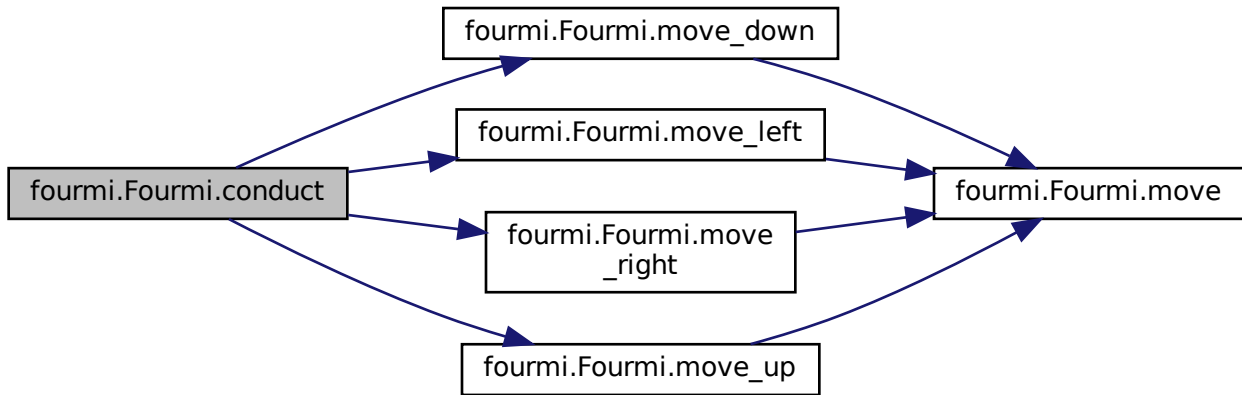 fourmi.Fourmi.move_down
fourmi.Fourmi.move_left
fourmi.Fourmi.conduct
fourmi.Fourmi.move
fourmi.Fourmi.move
_right
fourmi.Fourmi.move_up